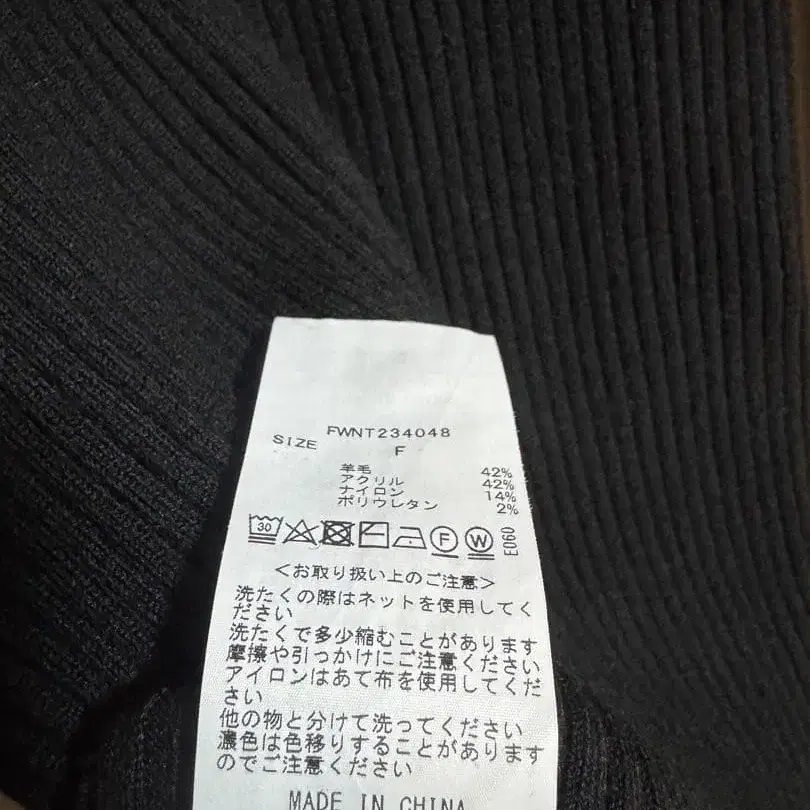 FWNT234048
SIZE F
羊毛 42%
アクリル 42%
ナイロン 14%
ポリウレタン 2%
30 F W E060
<お取り扱い上のご注意>
洗たくの際はネットを使用してく
ださい
洗たくで多少縮むことがあります
摩擦や引っかけにご注意ください
アイロンはあて布を使用してくだ
さい
他の物と分けて洗ってください
濃色は色移りすることがあります
のでご注意ください
MADE IN CHINA